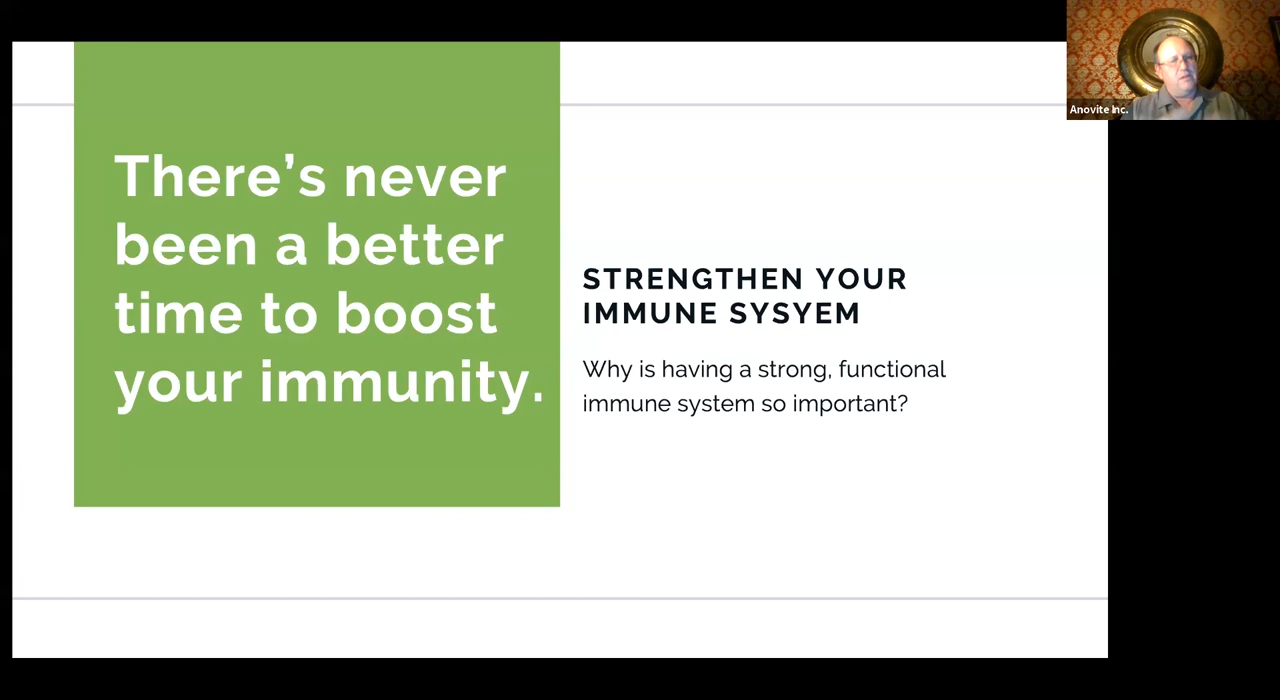 There’s never
been a better
time to boost
your immunity.
STRENGTHEN YOUR
IMMUNE SYSYEM
Why is having a strong, functional
immune system so important?
Anovite Inc.